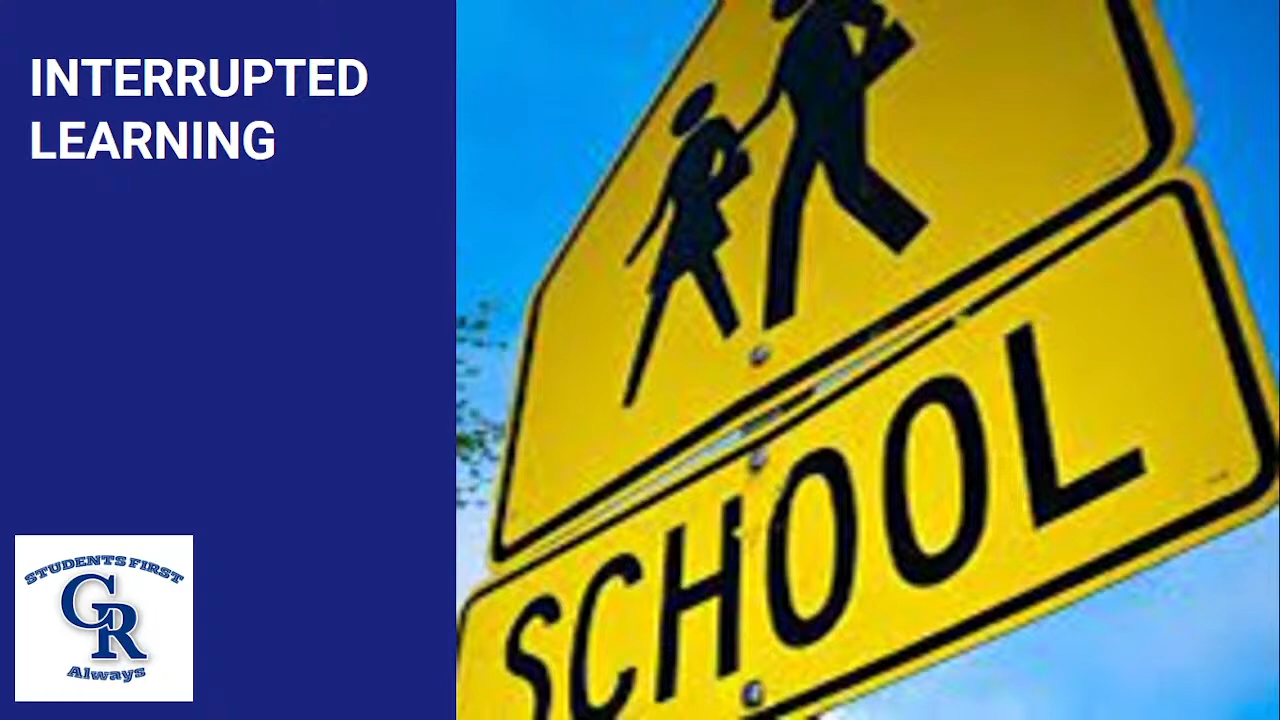 INTERRUPTED
LEARNING
SCHOOL
STUDENTS FIRST
GR
Always